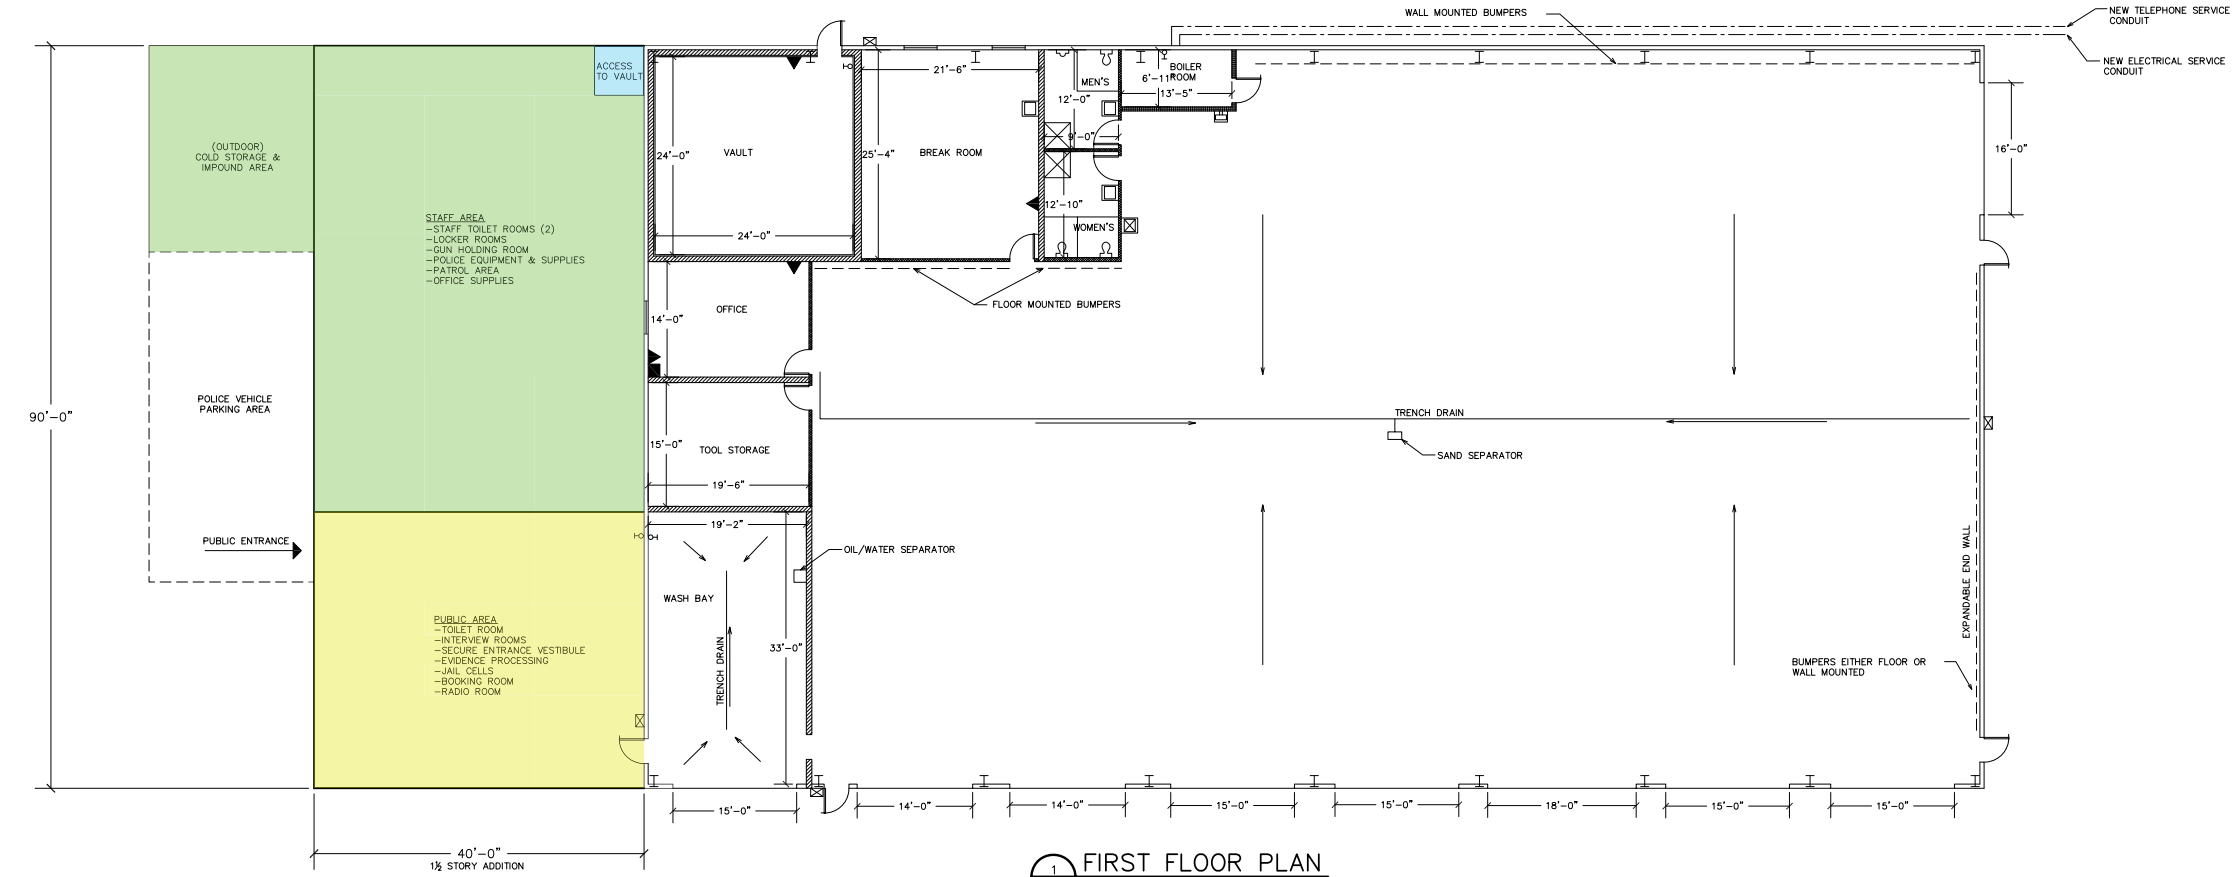 WALL MOUNTED BUMPERS
NEW TELEPHONE SERVICE
CONDUIT
NEW ELECTRICAL SERVICE
CONDUIT
ACCESS
TO VAULT
21'-6"
MEN'S
BOILER
ROOM
6'-11"
13'-5"
12'-0"
9'-0"
16'-0"
(OUTDOOR)
COLD STORAGE &
IMPOUND AREA
24'-0"
VAULT
25'-4"
BREAK ROOM
12'-10"
WOMEN'S
24'-0"
STAFF AREA
-STAFF TOILET ROOMS (2)
-LOCKER ROOMS
-GUN HOLDING ROOM
-POLICE EQUIPMENT & SUPPLIES
-PATROL AREA
-OFFICE SUPPLIES
FLOOR MOUNTED BUMPERS
OFFICE
14'-0"
POLICE VEHICLE
PARKING AREA
90'-0"
TRENCH DRAIN
SAND SEPARATOR
15'-0"
TOOL STORAGE
19'-6"
19'-2"
PUBLIC ENTRANCE
OIL/WATER SEPARATOR
WASH BAY
TRENCH DRAIN
33'-0"
EXPANDABLE END WALL
PUBLIC AREA
-TOILET ROOM
-INTERVIEW ROOMS
-SECURE ENTRANCE VESTIBULE
-EVIDENCE PROCESSING
-JAIL CELLS
-BOOKING ROOM
-RADIO ROOM
BUMPERS EITHER FLOOR OR
WALL MOUNTED
15'-0"
14'-0"
14'-0"
15'-0"
15'-0"
18'-0"
15'-0"
15'-0"
40'-0"
1½ STORY ADDITION
1
FIRST FLOOR PLAN